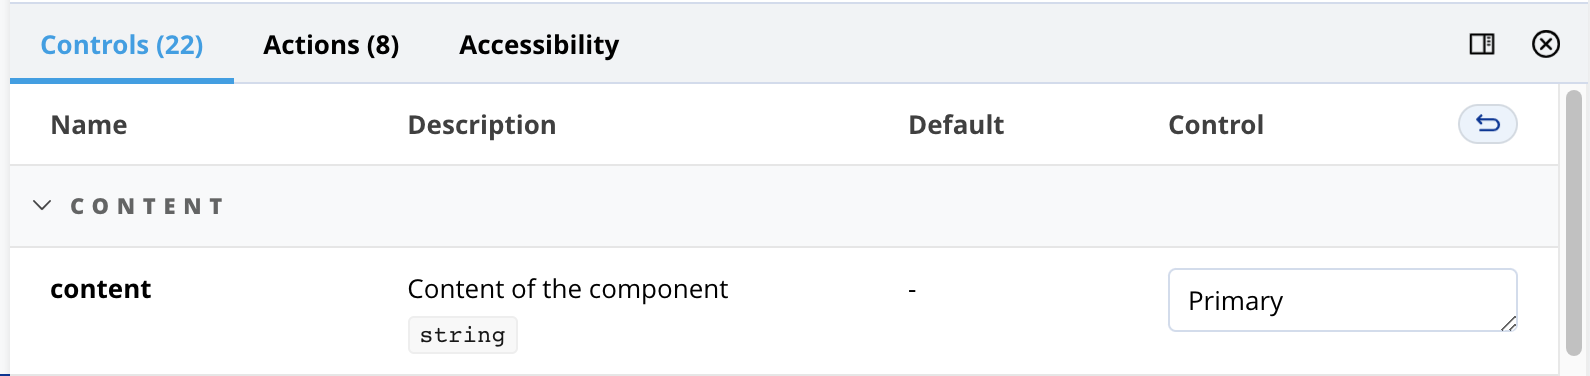 Controls (22) Actions (8) Accessibility
Name Description Default Control
CONTENT
content Content of the component - Primary
string